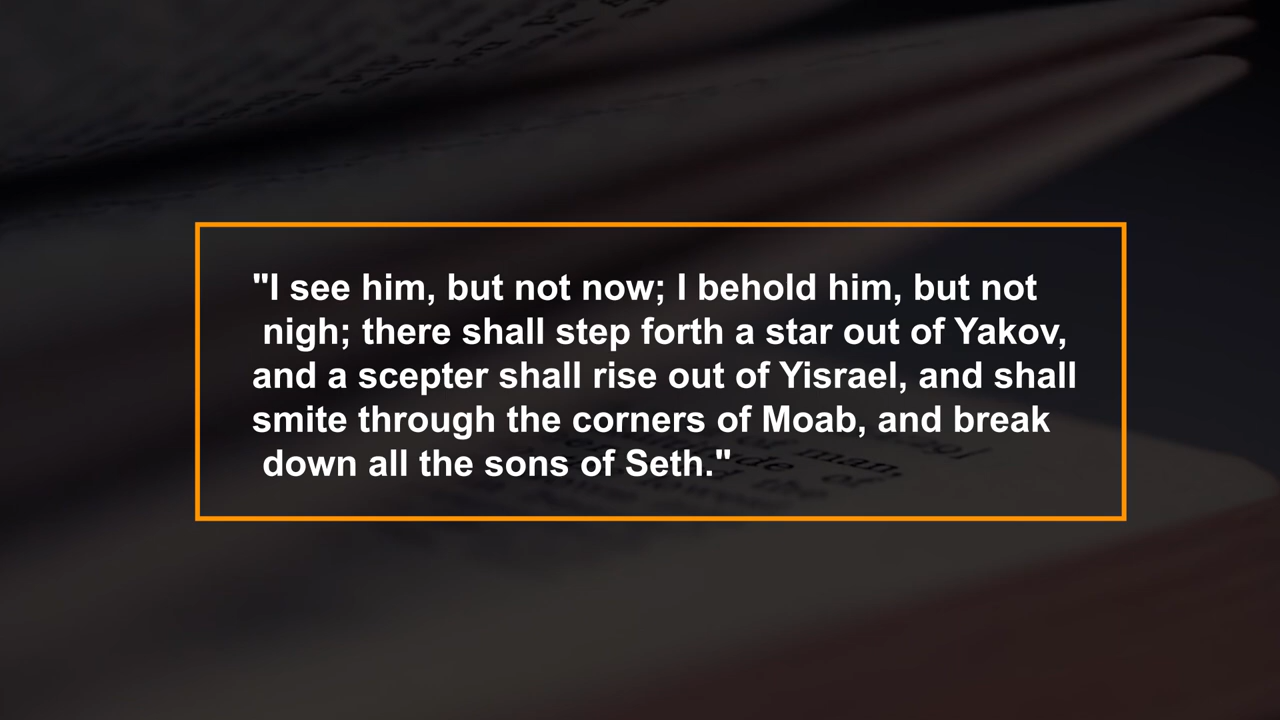 "I see him, but not now; I behold him, but not
nigh; there shall step forth a star out of Yakov,
and a scepter shall rise out of Yisrael, and shall
smite through the corners of Moab, and break
down all the sons of Seth."
of man